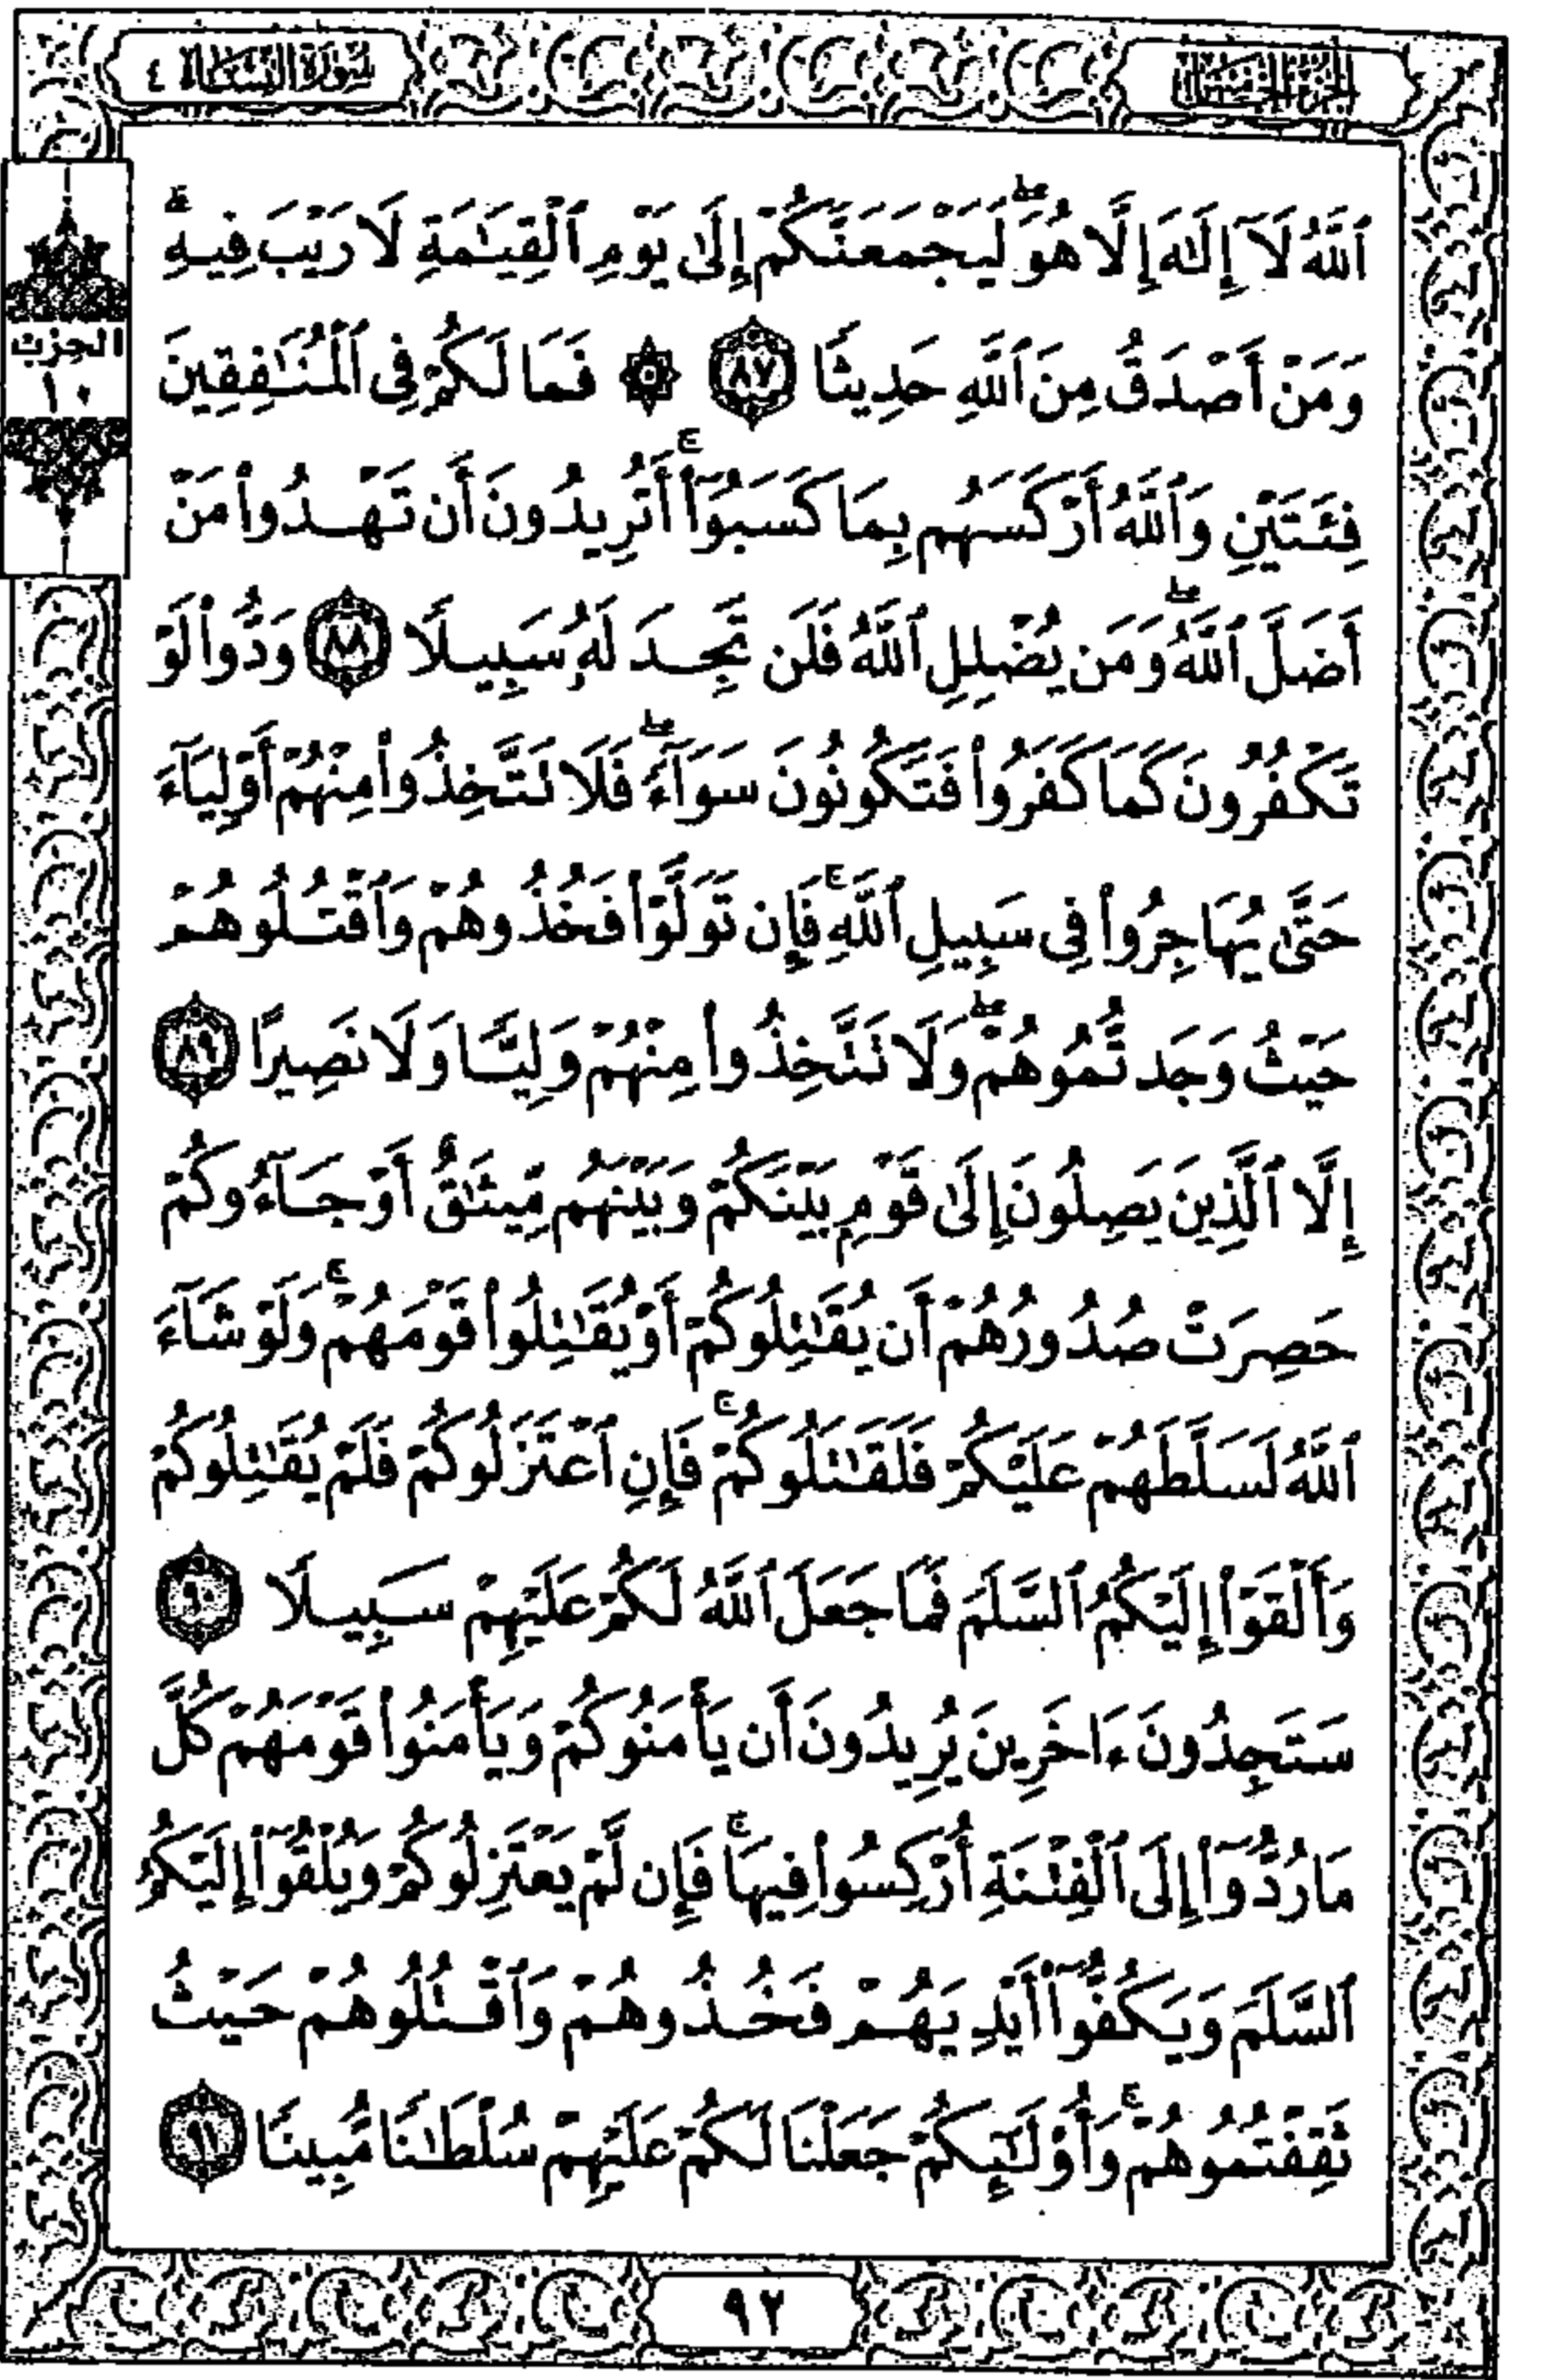 الجزء الخامس
سورة النساء ٤
ٱللَّهُ لَآ إِلَٰهَ إِلَّا هُوَۖ لَيَجْمَعَنَّكُمْ إِلَىٰ يَوْمِ ٱلْقِيَٰمَةِ لَا رَيْبَ فِيهِۗ
وَمَنْ أَصْدَقُ مِنَ ٱللَّهِ حَدِيثًا ٨٧ ۞ فَمَا لَكُمْ فِى ٱلْمُنَٰفِقِينَ
فِئَتَيْنِ وَٱللَّهُ أَرْكَسَهُم بِمَا كَسَبُوٓا۟ۚ أَتُرِيدُونَ أَن تَهْدُوا۟ مَنْ
أَضَلَّ ٱللَّهُۖ وَمَن يُضْلِلِ ٱللَّهُ فَلَن تَجِدَ لَهُۥ سَبِيلًا ٨٨ وَدُّوا۟ لَوْ
تَكْفُرُونَ كَمَا كَفَرُوا۟ فَتَكُونُونَ سَوَآءًۖ فَلَا تَتَّخِذُوا۟ مِنْهُمْ أَوْلِيَآءَ
حَتَّىٰ يُهَاجِرُوا۟ فِى سَبِيلِ ٱللَّهِۚ فَإِن تَوَلَّوْا۟ فَخُذُوهُمْ وَٱقْتُلُوهُمْ
حَيْثُ وَجَدتُّمُوهُمْۖ وَلَا تَتَّخِذُوا۟ مِنْهُمْ وَلِيًّا وَلَا نَصِيرًا ٨٩
إِلَّا ٱلَّذِينَ يَصِلُونَ إِلَىٰ قَوْمٍۭ بَيْنَكُمْ وَبَيْنَهُم مِّيثَٰقٌ أَوْ جَآءُوكُمْ
حَصِرَتْ صُدُورُهُمْ أَن يُقَٰتِلُوكُمْ أَوْ يُقَٰتِلُوا۟ قَوْمَهُمْۚ وَلَوْ شَآءَ
ٱللَّهُ لَسَلَّطَهُمْ عَلَيْكُمْ فَلَقَٰتَلُوكُمْۚ فَإِنِ ٱعْتَزَلُوكُمْ فَلَمْ يُقَٰتِلُوكُمْ
وَأَلْقَوْا۟ إِلَيْكُمُ ٱلسَّلَمَ فَمَا جَعَلَ ٱللَّهُ لَكُمْ عَلَيْهِمْ سَبِيلًا ٩٠
سَتَجِدُونَ ءَاخَرِينَ يُرِيدُونَ أَن يَأْمَنُوكُمْ وَيَأْمَنُوا۟ قَوْمَهُمْ كُلَّ
مَا رُدُّوٓا۟ إِلَى ٱلْفِتْنَةِ أُرْكِسُوا۟ فِيهَاۚ فَإِن لَّمْ يَعْتَزِلُوكُمْ وَيُلْقُوٓا۟ إِلَيْكُمُ
ٱلسَّلَمَ وَيَكُفُّوٓا۟ أَيْدِيَهُمْ فَخُذُوهُمْ وَٱقْتُلُوهُمْ حَيْثُ
ثَقِفْتُمُوهُمْۚ وَأُو۟لَٰٓئِكُمْ جَعَلْنَا لَكُمْ عَلَيْهِمْ سُلْطَٰنًا مُّبِينًا ٩١
الحزب
١٠
٩٢